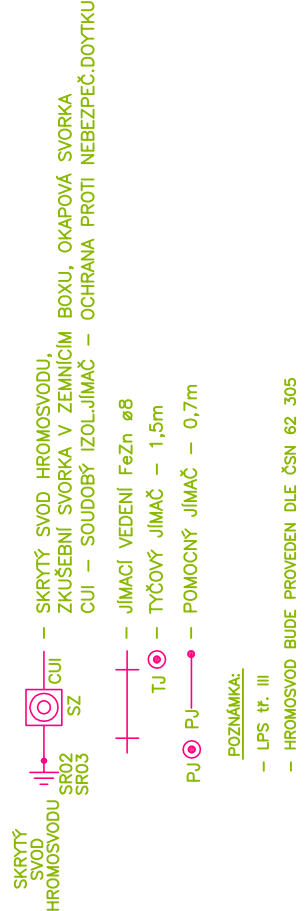 SKRYTÝ
SVOD
HROMOSVODU
SR02
SR03
SZ
CUI
– SKRYTÝ SVOD HROMOSVODU,
ZKUŠEBNÍ SVORKA V ZEMNÍCÍM BOXU, OKAPOVÁ SVORKA
CUI – SOUDOBÝ IZOL.JÍMAČ – OCHRANA PROTI NEBEZPEČ.DOYTKU
– JÍMACÍ VEDENÍ FeZn ø8
TJ – TYČOVÝ JÍMAČ – 1,5m
PJ PJ – POMOCNÝ JÍMAČ – 0,7m
POZNÁMKA:
– LPS tř. III
– HROMOSVOD BUDE PROVEDEN DLE ČSN 62 305